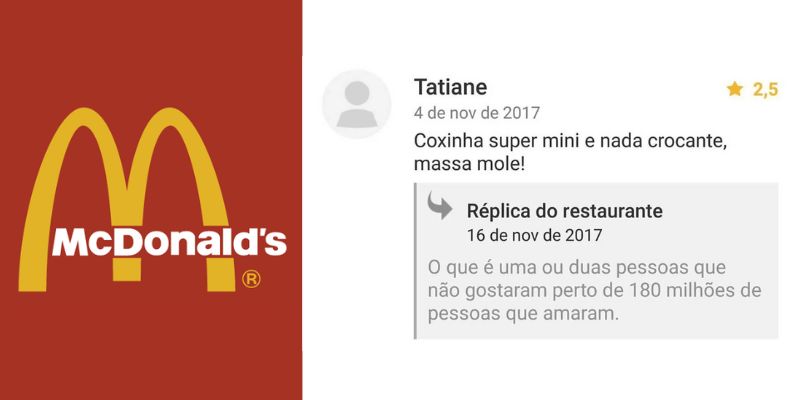 McDonald's
®
Tatiane
2,5
4 de nov de 2017
Coxinha super mini e nada crocante,
massa mole!
Réplica do restaurante
16 de nov de 2017
O que é uma ou duas pessoas que
não gostaram perto de 180 milhões de
pessoas que amaram.